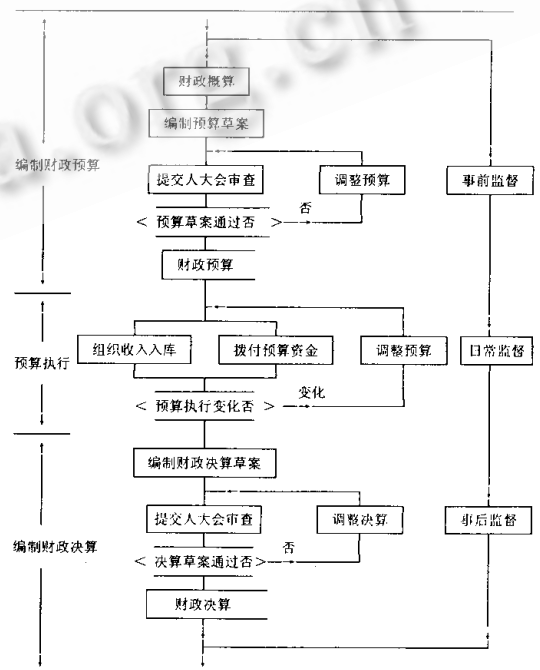 a.org.cn
财政概算
编制预算草案
编制财政预算
提交人大会审查
调整预算
事前监督
< 预算草案通过否 >
否
财政预算
组织收入入库
拨付预算资金
调整预算
日常监督
预算执行
< 预算执行变化否 >
变化
编制财政决算草案
提交人大会审查
调整决算
事后监督
编制财政决算
< 决算草案通过否 >
否
财政决算